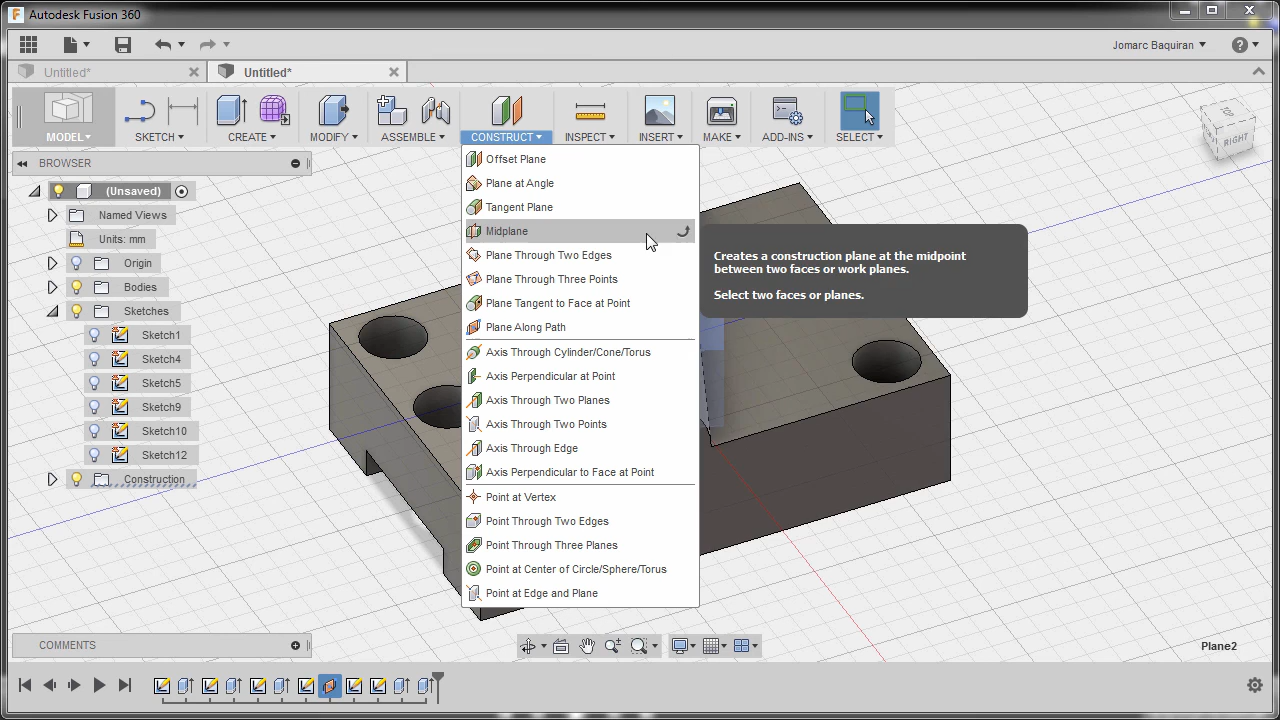 Autodesk Fusion 360
Jomarc Baquiran
Untitled*
Untitled*
MODEL
SKETCH
CREATE
MODIFY
ASSEMBLE
CONSTRUCT
INSPECT
INSERT
MAKE
ADD-INS
SELECT
RIGHT
BROWSER
(Unsaved)
Named Views
Units: mm
Origin
Bodies
Sketches
Sketch1
Sketch4
Sketch5
Sketch9
Sketch10
Sketch12
Construction
Offset Plane
Plane at Angle
Tangent Plane
Midplane
Plane Through Two Edges
Plane Through Three Points
Plane Tangent to Face at Point
Plane Along Path
Axis Through Cylinder/Cone/Torus
Axis Perpendicular at Point
Axis Through Two Planes
Axis Through Two Points
Axis Through Edge
Axis Perpendicular to Face at Point
Point at Vertex
Point Through Two Edges
Point Through Three Planes
Point at Center of Circle/Sphere/Torus
Point at Edge and Plane
Creates a construction plane at the midpoint
between two faces or work planes.
Select two faces or planes.
COMMENTS
Plane2